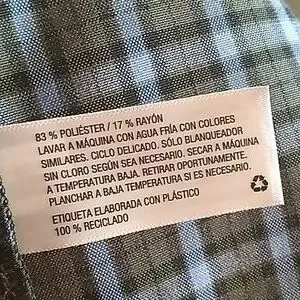 83 % POLIÉSTER / 17 % RAYÓN
LAVAR A MÁQUINA CON AGUA FRÍA CON COLORES
SIMILARES. CICLO DELICADO. SÓLO BLANQUEADOR
SIN CLORO SEGÚN SEA NECESARIO. SECAR A MÁQUINA
A TEMPERATURA BAJA. RETIRAR OPORTUNAMENTE.
PLANCHAR A BAJA TEMPERATURA SI ES NECESARIO.
ETIQUETA ELABORADA CON PLÁSTICO
100 % RECICLADO